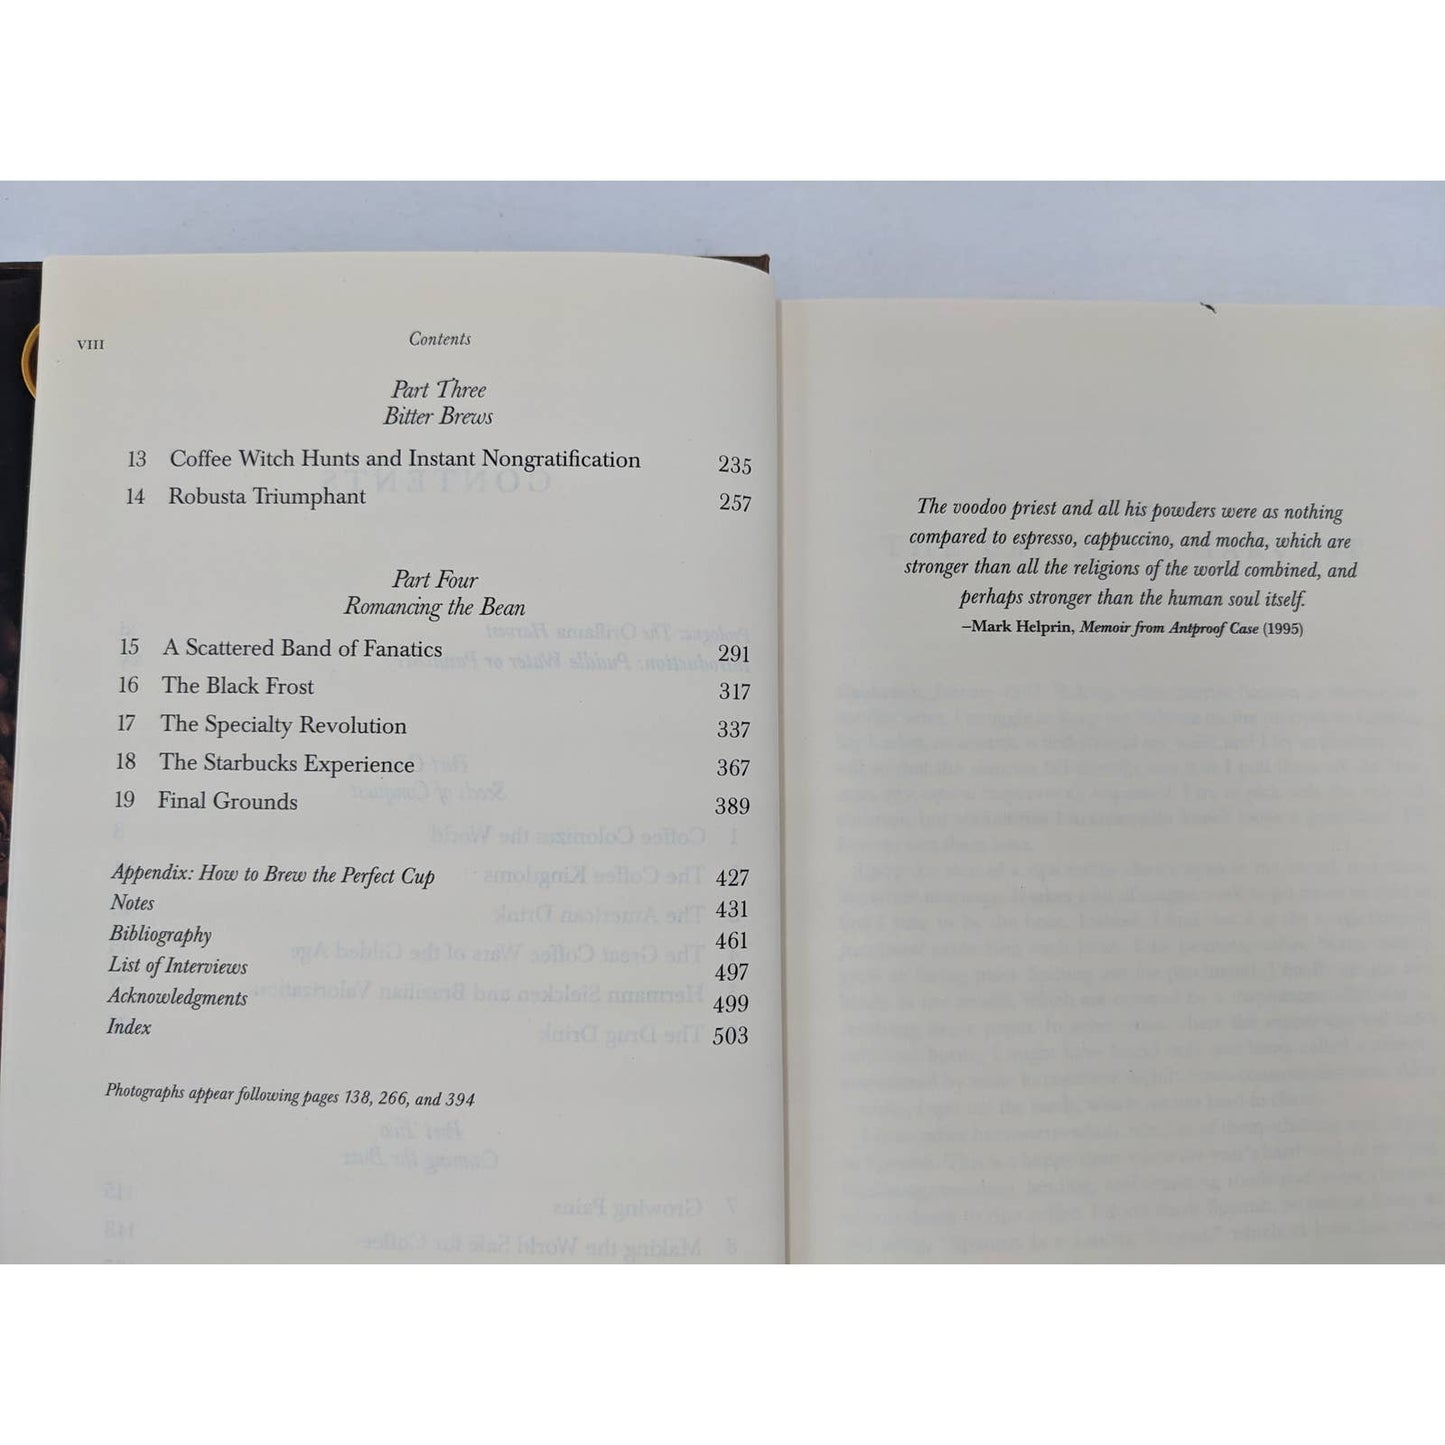 VIII
Contents
Part Three
Bitter Brews
13 Coffee Witch Hunts and Instant Nongratification 235
14 Robusta Triumphant 257
Part Four
Romancing the Bean
15 A Scattered Band of Fanatics 291
16 The Black Frost 317
17 The Specialty Revolution 337
18 The Starbucks Experience 367
19 Final Grounds 389
Appendix: How to Brew the Perfect Cup 427
Notes 431
Bibliography 461
List of Interviews 497
Acknowledgments 499
Index 503
Photographs appear following pages 138, 266, and 394
The voodoo priest and all his powders were as nothing
compared to espresso, cappuccino, and mocha, which are
stronger than all the religions of the world combined, and
perhaps stronger than the human soul itself.
–Mark Helprin, Memoir from Antproof Case (1995)